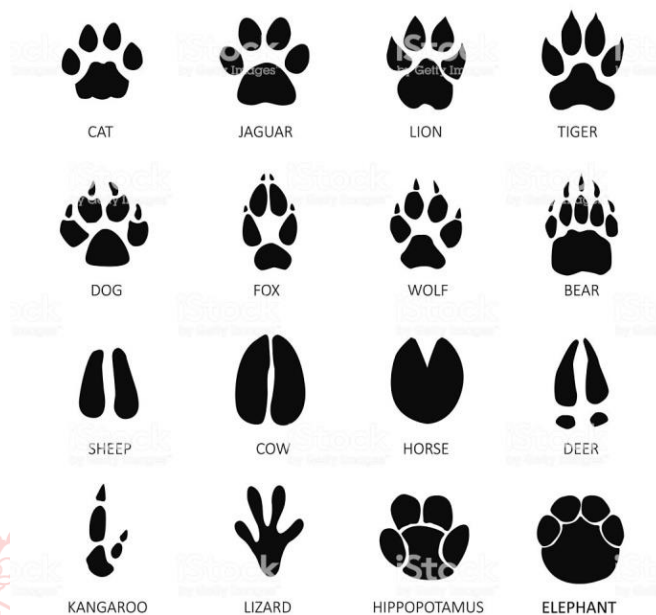 CAT JAGUAR LION TIGER
DOG FOX WOLF BEAR
SHEEP COW HORSE DEER
KANGAROO LIZARD HIPPOPOTAMUS ELEPHANT